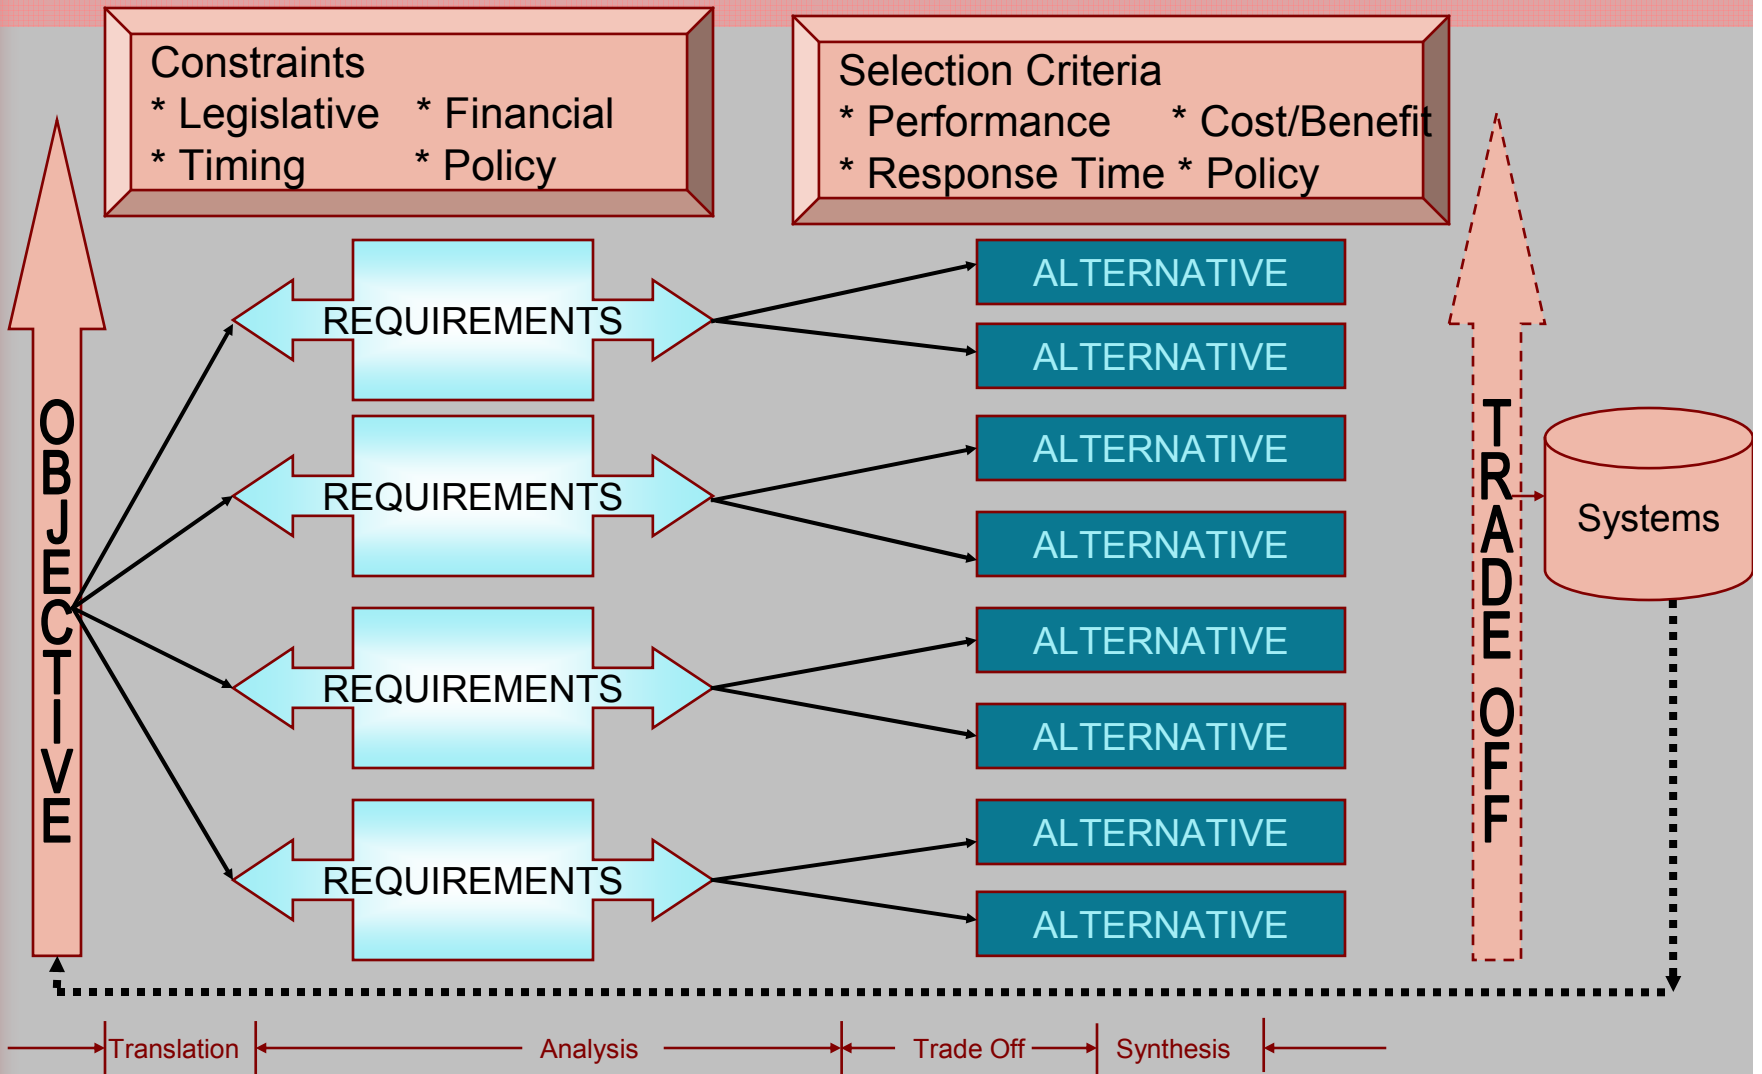 Constraints
* Legislative * Financial
* Timing * Policy
Selection Criteria
* Performance * Cost/Benefit
* Response Time * Policy
OBJECTIVE
REQUIREMENTS
REQUIREMENTS
REQUIREMENTS
REQUIREMENTS
ALTERNATIVE
ALTERNATIVE
ALTERNATIVE
ALTERNATIVE
ALTERNATIVE
ALTERNATIVE
ALTERNATIVE
ALTERNATIVE
TRADE OFF
Systems
Translation Analysis Trade Off Synthesis